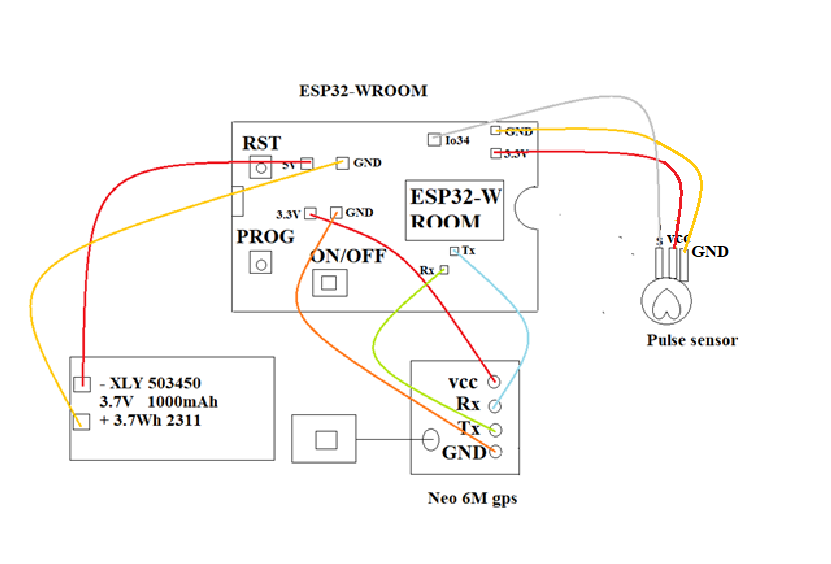 ESP32-WROOM
RST
5V
GND
Io34
GND
3.3V
ESP32-W
ROOM
3.3V
GND
PROG
ON/OFF
Tx
Rx
s vcc
GND
Pulse sensor
- XLY 503450
3.7V 1000mAh
+ 3.7Wh 2311
vcc
Rx
Tx
GND
Neo 6M gps